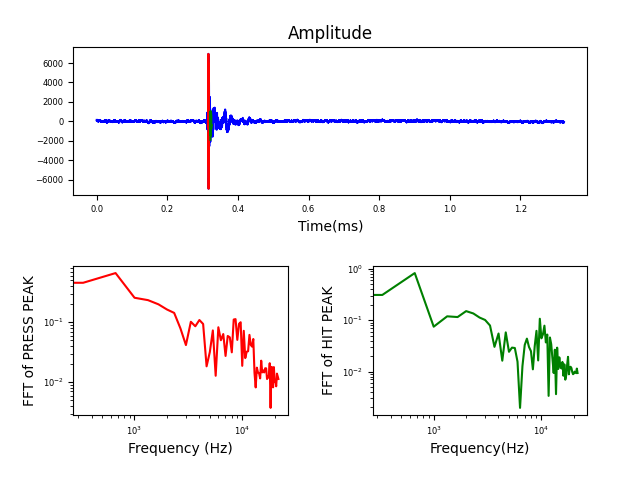 Amplitude
6000
4000
2000
0
−2000
−4000
−6000
0.0 0.2 0.4 0.6 0.8 1.0 1.2
Time(ms)
FFT of PRESS PEAK
10⁻¹
10⁻²
10³ 10⁴
Frequency (Hz)
FFT of HIT PEAK
10⁰
10⁻¹
10⁻²
10³ 10⁴
Frequency(Hz)